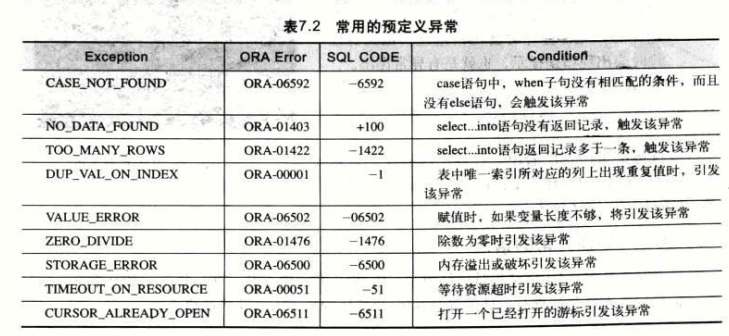 表7.2 常用的预定义异常
Exception ORA Error SQL CODE Condition
CASE_NOT_FOUND ORA-06592 －6592 case语句中，when子句没有相匹配的条件，而且
没有else语句，会触发该异常
NO_DATA_FOUND ORA-01403 +100 select...into语句没有返回记录，触发该异常
TOO_MANY_ROWS ORA-01422 －1422 select...into语句返回记录多于一条，触发该异常
DUP_VAL_ON_INDEX ORA-00001 －1 表中唯一索引所对应的列上出现重复值时，引发
该异常
VALUE_ERROR ORA-06502 －06502 赋值时，如果变量长度不够，将引发该异常
ZERO_DIVIDE ORA-01476 －1476 除数为零时引发该异常
STORAGE_ERROR ORA-06500 －6500 内存溢出或破坏引发该异常
TIMEOUT_ON_RESOURCE ORA-00051 －51 等待资源超时引发该异常
CURSOR_ALREADY_OPEN ORA-06511 －6511 打开一个已经打开的游标引发该异常